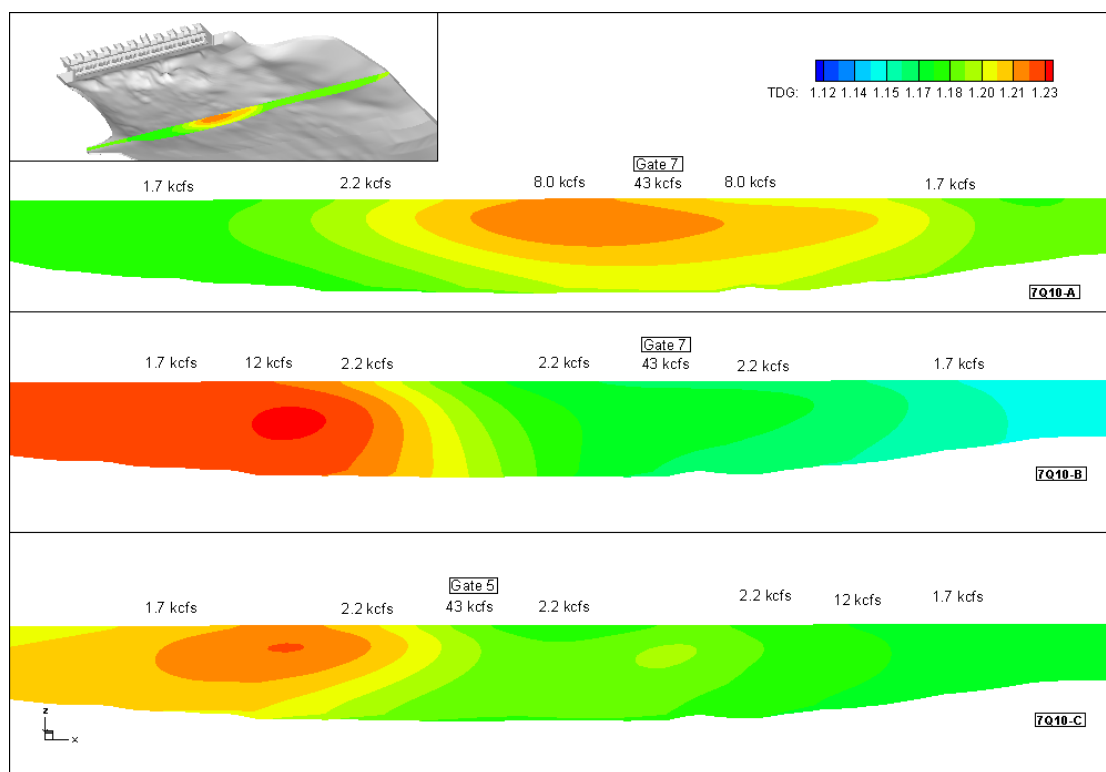 TDG: 1.12 1.14 1.15 1.17 1.18 1.20 1.21 1.23
Gate 7
1.7 kcfs 2.2 kcfs 8.0 kcfs 43 kcfs 8.0 kcfs 1.7 kcfs
7Q10-A
Gate 7
1.7 kcfs 12 kcfs 2.2 kcfs 2.2 kcfs 43 kcfs 2.2 kcfs 1.7 kcfs
7Q10-B
Gate 5
1.7 kcfs 2.2 kcfs 43 kcfs 2.2 kcfs 2.2 kcfs 12 kcfs 1.7 kcfs
z
x
7Q10-C